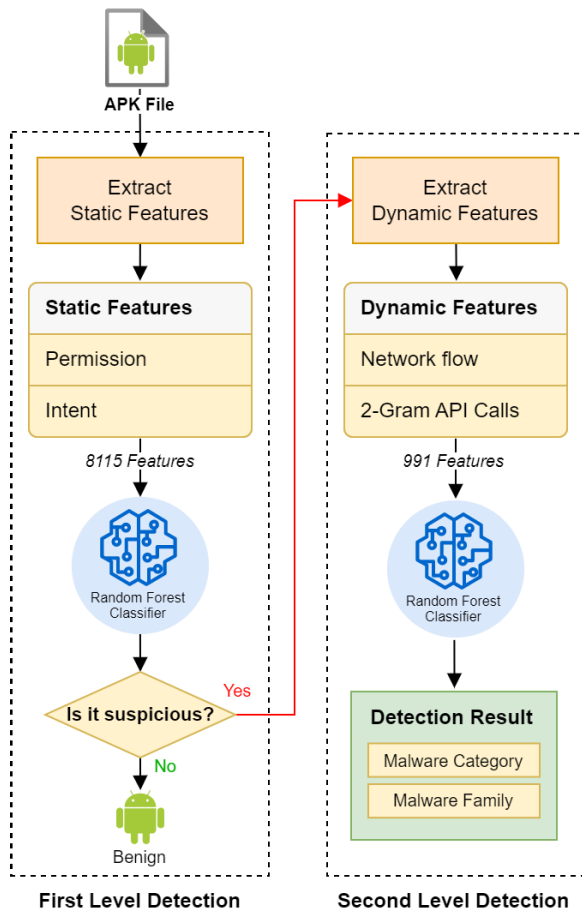 APK File
Extract
Static Features
Static Features
Permission
Intent
8115 Features
Random Forest
Classifier
Is it suspicious?
Yes
No
Benign
First Level Detection
Extract
Dynamic Features
Dynamic Features
Network flow
2-Gram API Calls
991 Features
Random Forest
Classifier
Detection Result
Malware Category
Malware Family
Second Level Detection